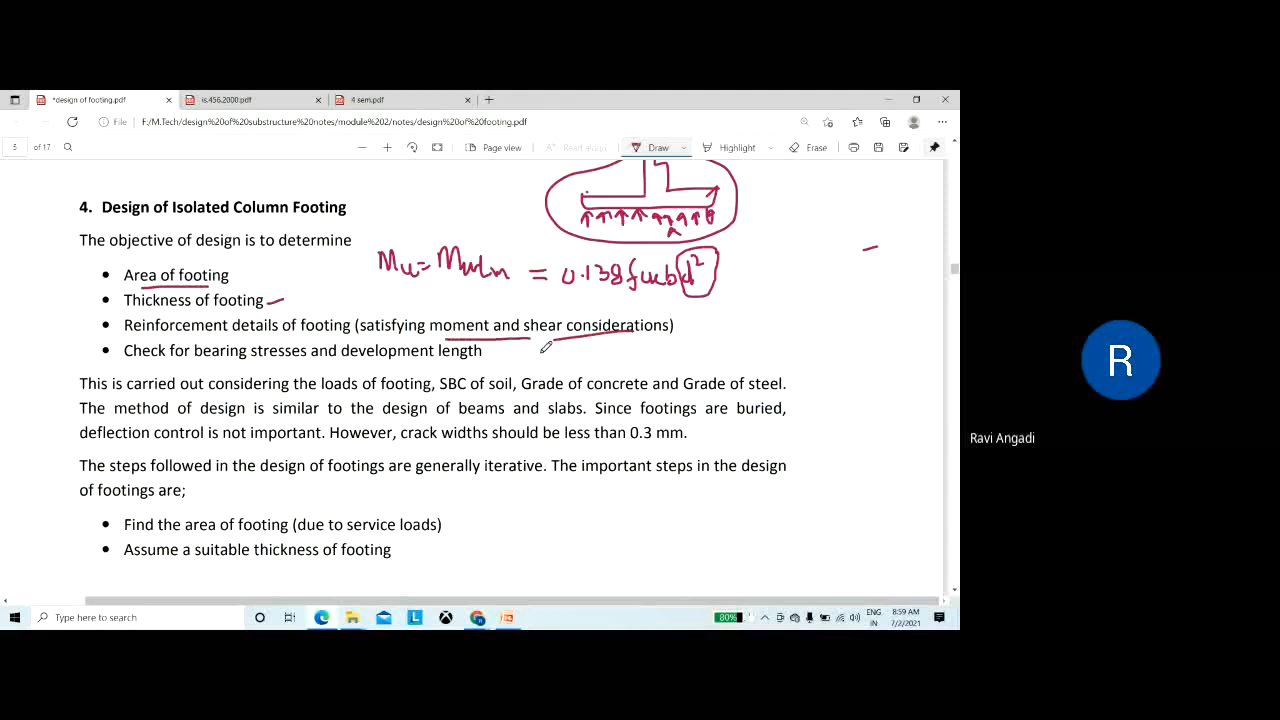 *design of footing.pdf
is.456.2000.pdf
4 sem.pdf
File F:/M.Tech/design%20of%20substructure%20notes/module%202/notes/design%20of%20footing.pdf
5 of 17
Page view
Read aloud
Draw
Highlight
Erase
4. Design of Isolated Column Footing
The objective of design is to determine
Mu = Mulm = 0.138 fck b d²
• Area of footing
• Thickness of footing
• Reinforcement details of footing (satisfying moment and shear considerations)
• Check for bearing stresses and development length
This is carried out considering the loads of footing, SBC of soil, Grade of concrete and Grade of steel.
The method of design is similar to the design of beams and slabs. Since footings are buried,
deflection control is not important. However, crack widths should be less than 0.3 mm.
The steps followed in the design of footings are generally iterative. The important steps in the design
of footings are;
• Find the area of footing (due to service loads)
• Assume a suitable thickness of footing
R
Ravi Angadi
Type here to search
L
80%
ENG
IN
8:59 AM
7/2/2021